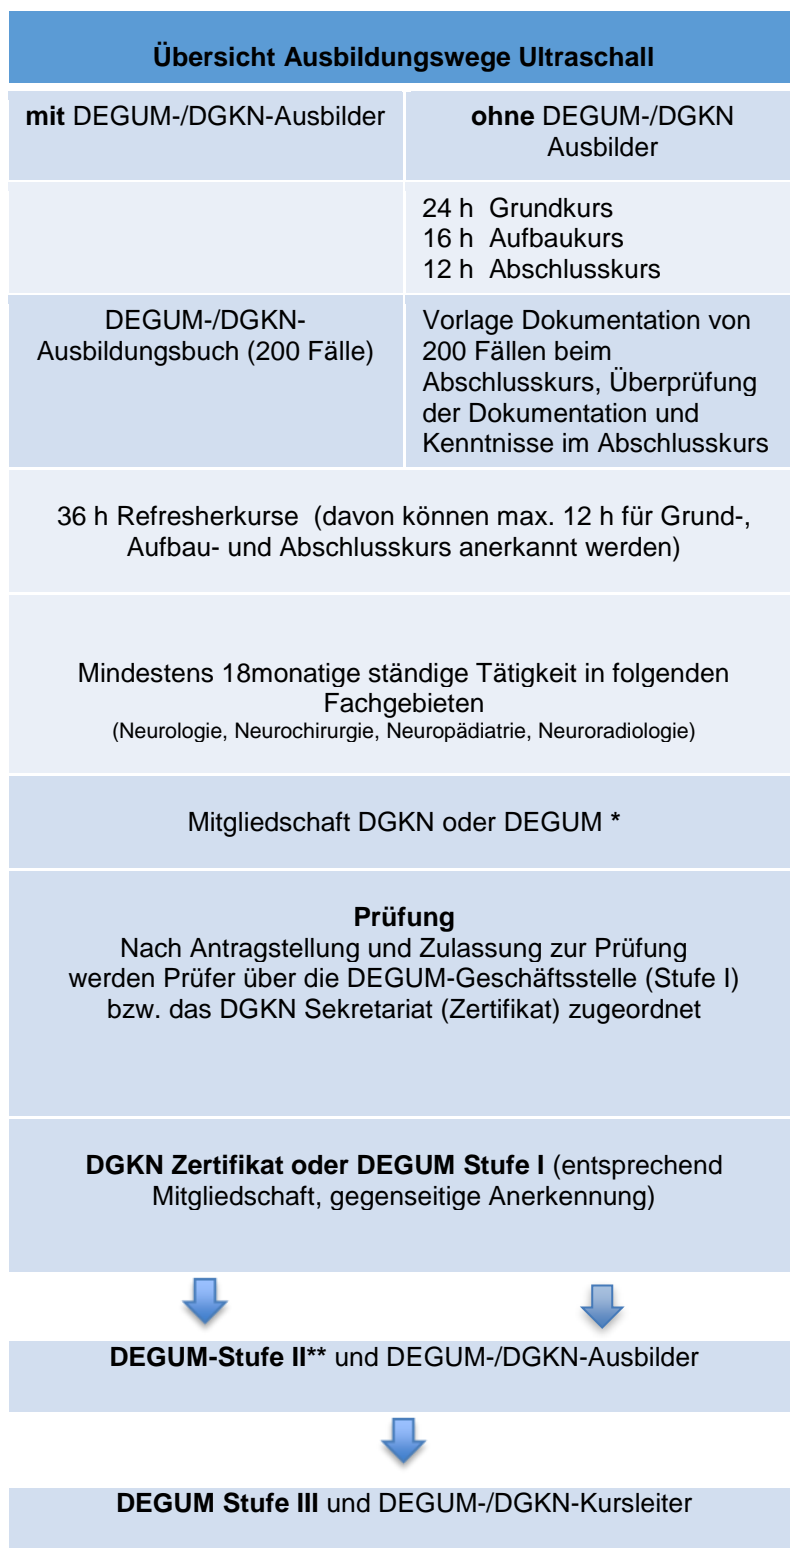 Übersicht Ausbildungswege Ultraschall
mit DEGUM-/DGKN-Ausbilder
ohne DEGUM-/DGKN
Ausbilder
24 h Grundkurs
16 h Aufbaukurs
12 h Abschlusskurs
DEGUM-/DGKN-
Ausbildungsbuch (200 Fälle)
Vorlage Dokumentation von
200 Fällen beim
Abschlusskurs, Überprüfung
der Dokumentation und
Kenntnisse im Abschlusskurs
36 h Refresherkurse (davon können max. 12 h für Grund-,
Aufbau- und Abschlusskurs anerkannt werden)
Mindestens 18monatige ständige Tätigkeit in folgenden
Fachgebieten
(Neurologie, Neurochirurgie, Neuropädiatrie, Neuroradiologie)
Mitgliedschaft DGKN oder DEGUM *
Prüfung
Nach Antragstellung und Zulassung zur Prüfung
werden Prüfer über die DEGUM-Geschäftsstelle (Stufe I)
bzw. das DGKN Sekretariat (Zertifikat) zugeordnet
DGKN Zertifikat oder DEGUM Stufe I (entsprechend
Mitgliedschaft, gegenseitige Anerkennung)
DEGUM-Stufe II** und DEGUM-/DGKN-Ausbilder
DEGUM Stufe III und DEGUM-/DGKN-Kursleiter